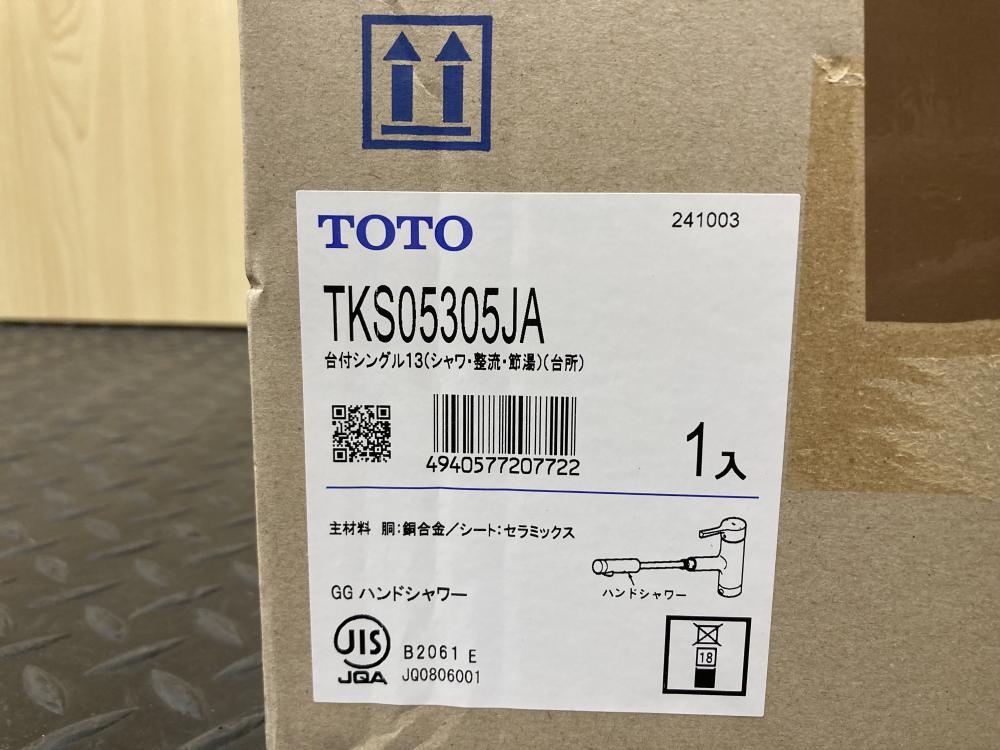 TOTO
241003
TKS05305JA
台付シングル13(シャワ・整流・節湯)(台所)
4940577207722
1入
主材料 胴:銅合金/シート:セラミックス
ハンドシャワー
GG ハンドシャワー
JIS
JQA
B2061 E
JQ0806001
18